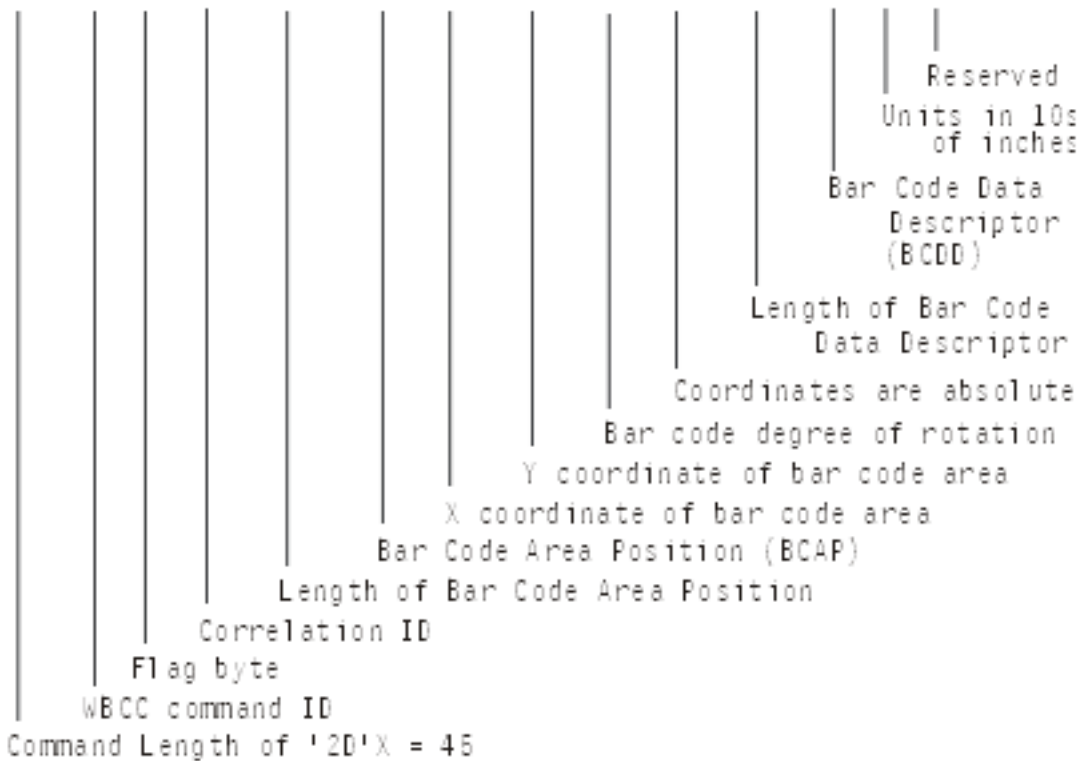 Reserved
Units in 10s
of inches
Bar Code Data
Descriptor
(BCDD)
Length of Bar Code
Data Descriptor
Coordinates are absolute
Bar code degree of rotation
Y coordinate of bar code area
X coordinate of bar code area
Bar Code Area Position (BCAP)
Length of Bar Code Area Position
Correlation ID
Flag byte
WBCC command ID
Command Length of '2D'X = 45